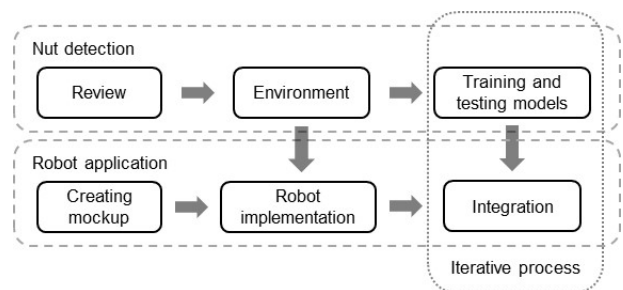 Nut detection
Review
Environment
Training and
testing models
Robot application
Creating
mockup
Robot
implementation
Integration
Iterative process